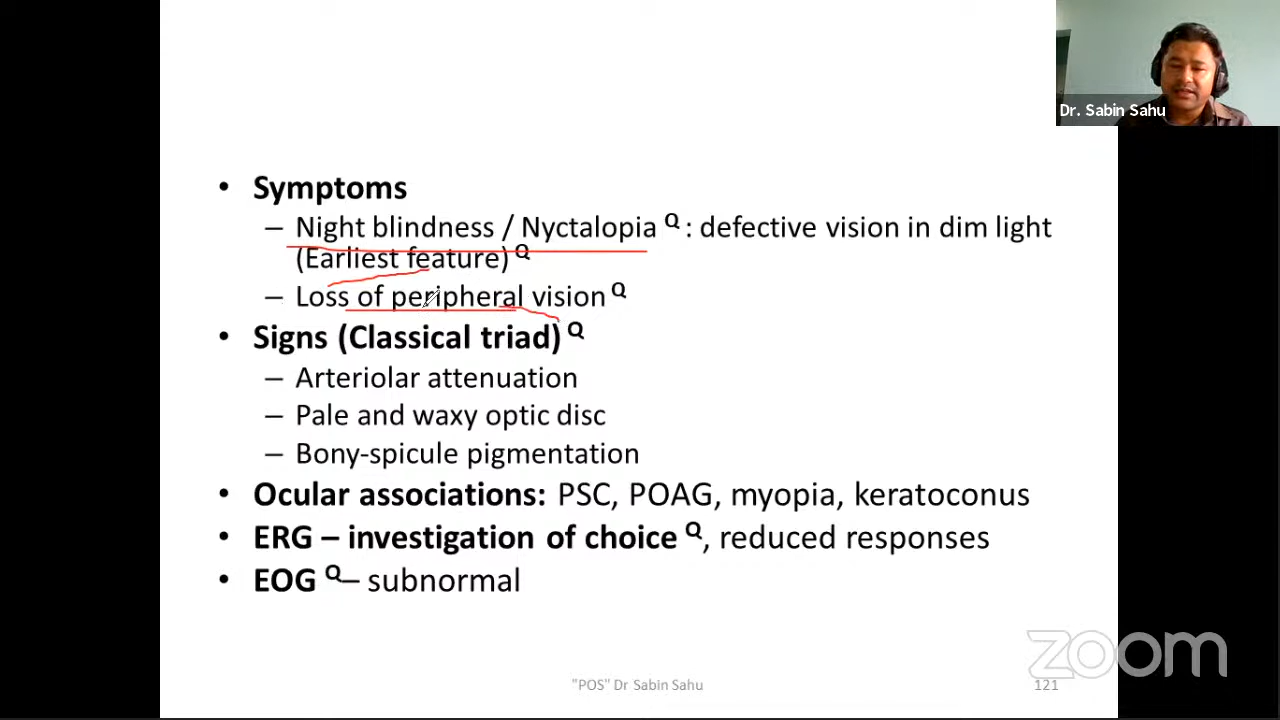 Dr. Sabin Sahu
• Symptoms
– Night blindness / Nyctalopia Q : defective vision in dim light
(Earliest feature) Q
– Loss of peripheral vision Q
• Signs (Classical triad) Q
– Arteriolar attenuation
– Pale and waxy optic disc
– Bony-spicule pigmentation
• Ocular associations: PSC, POAG, myopia, keratoconus
• ERG – investigation of choice Q, reduced responses
• EOG Q– subnormal
zoom
"POS" Dr Sabin Sahu
121